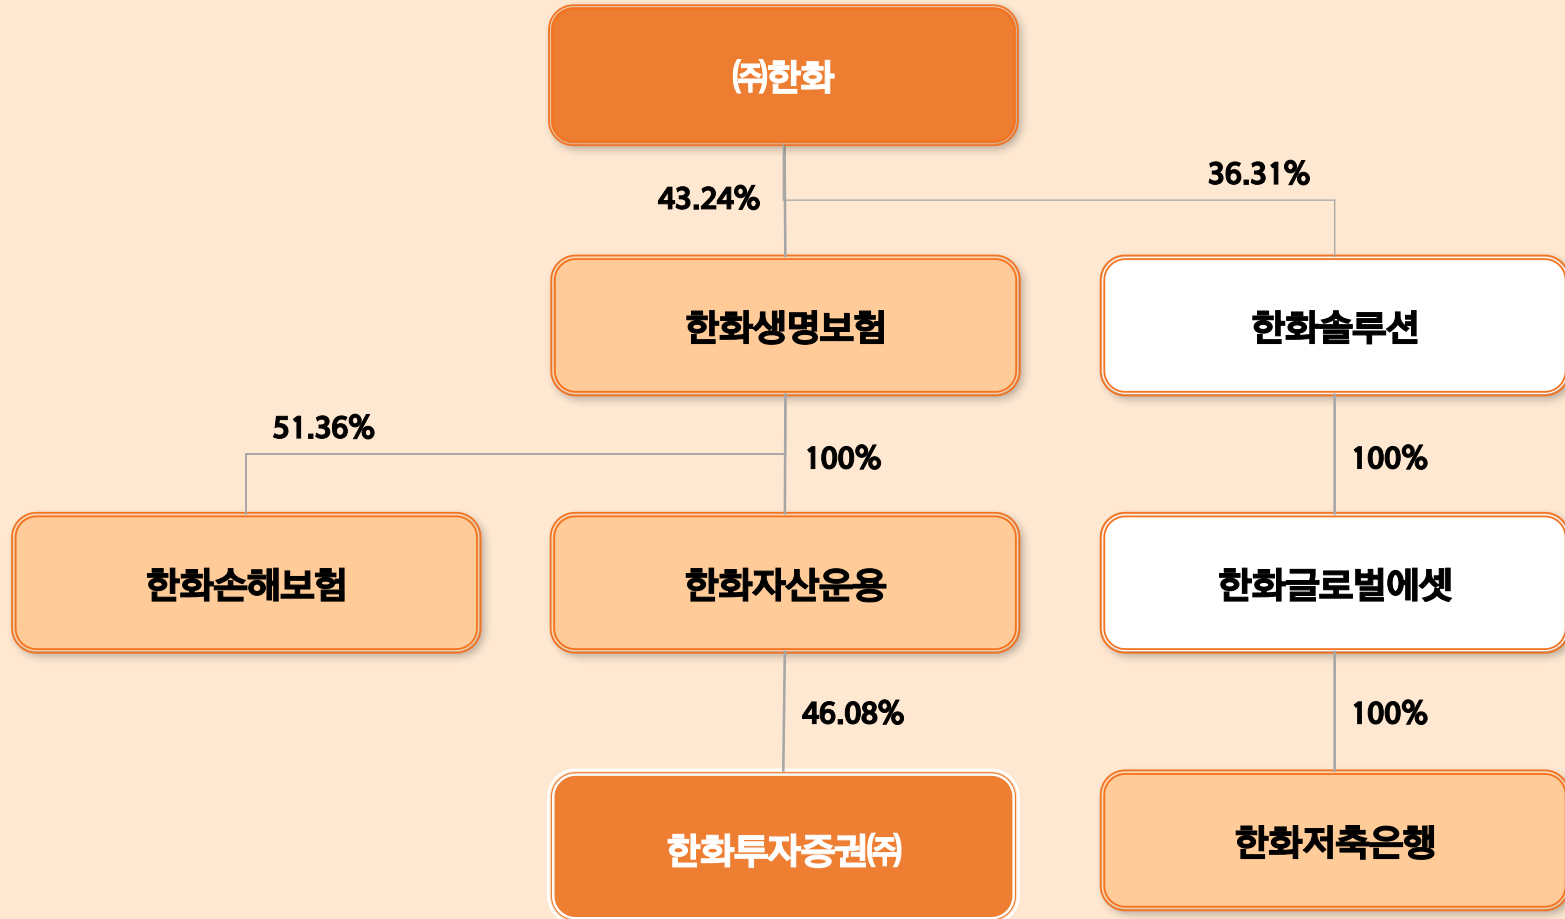 ㈜한화
43.24%
36.31%
한화생명보험
한화솔루션
51.36%
100%
100%
한화손해보험
한화자산운용
한화글로벌에셋
46.08%
100%
한화투자증권㈜
한화저축은행